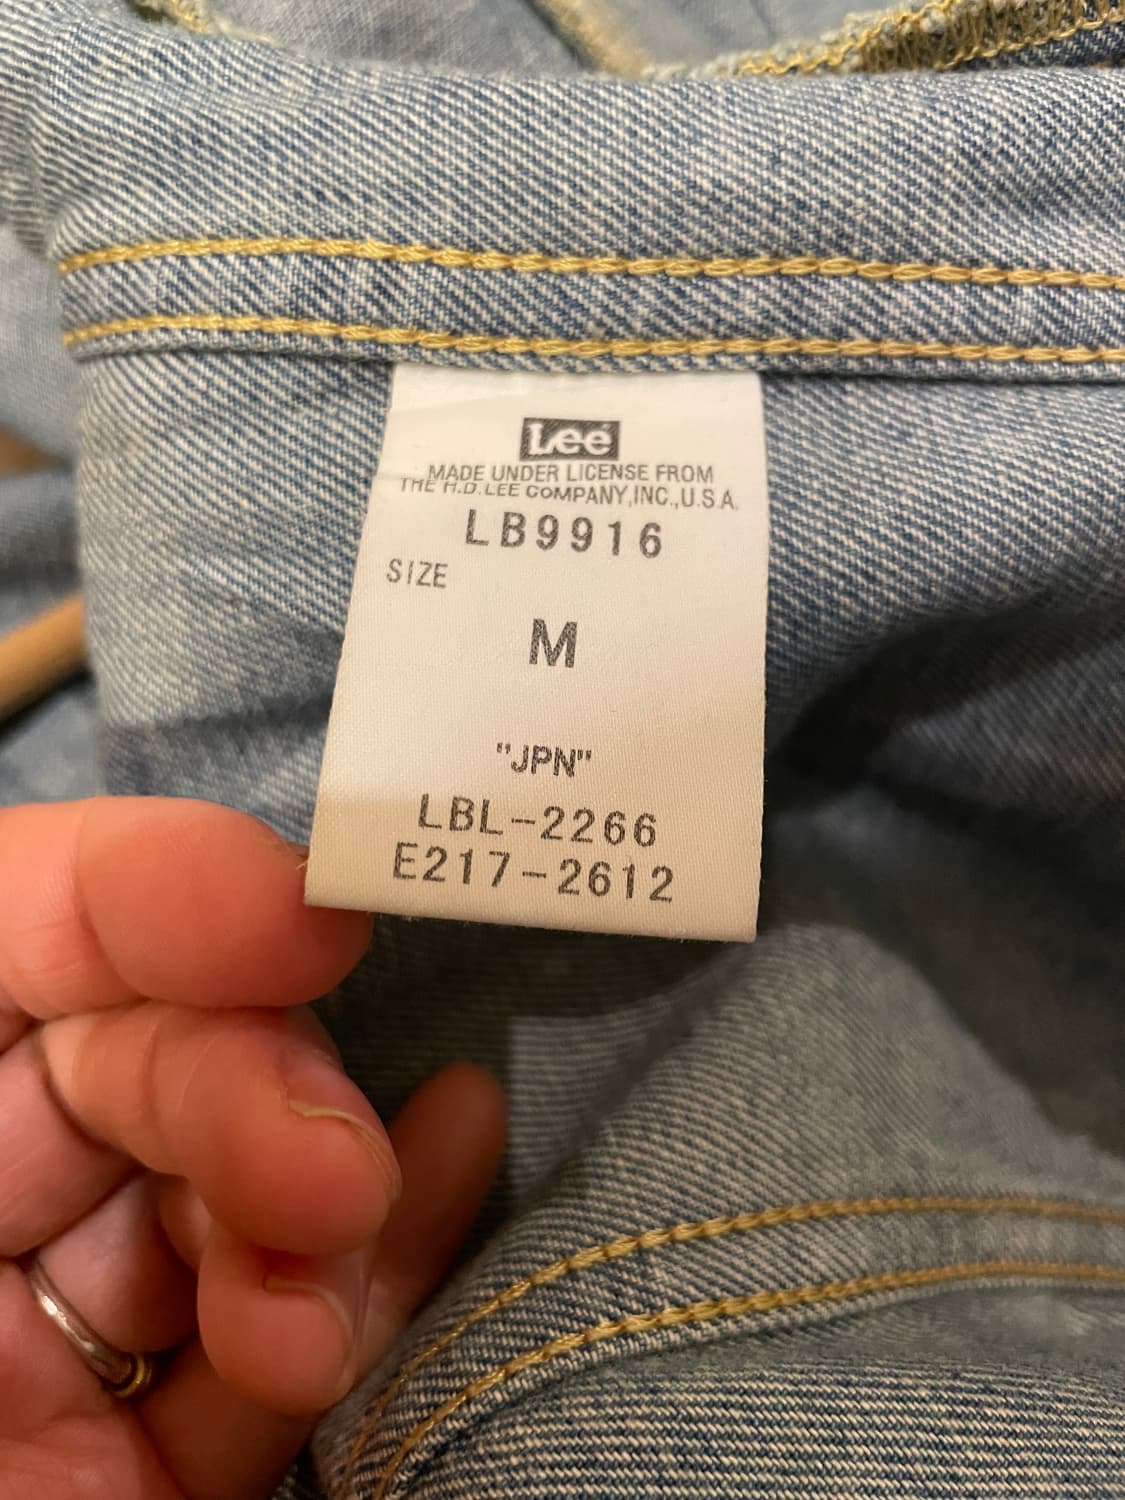 Lee
MADE UNDER LICENSE FROM
THE H.D.LEE COMPANY,INC.,U.S.A.
LB9916
SIZE
M
"JPN"
LBL-2266
E217-2612